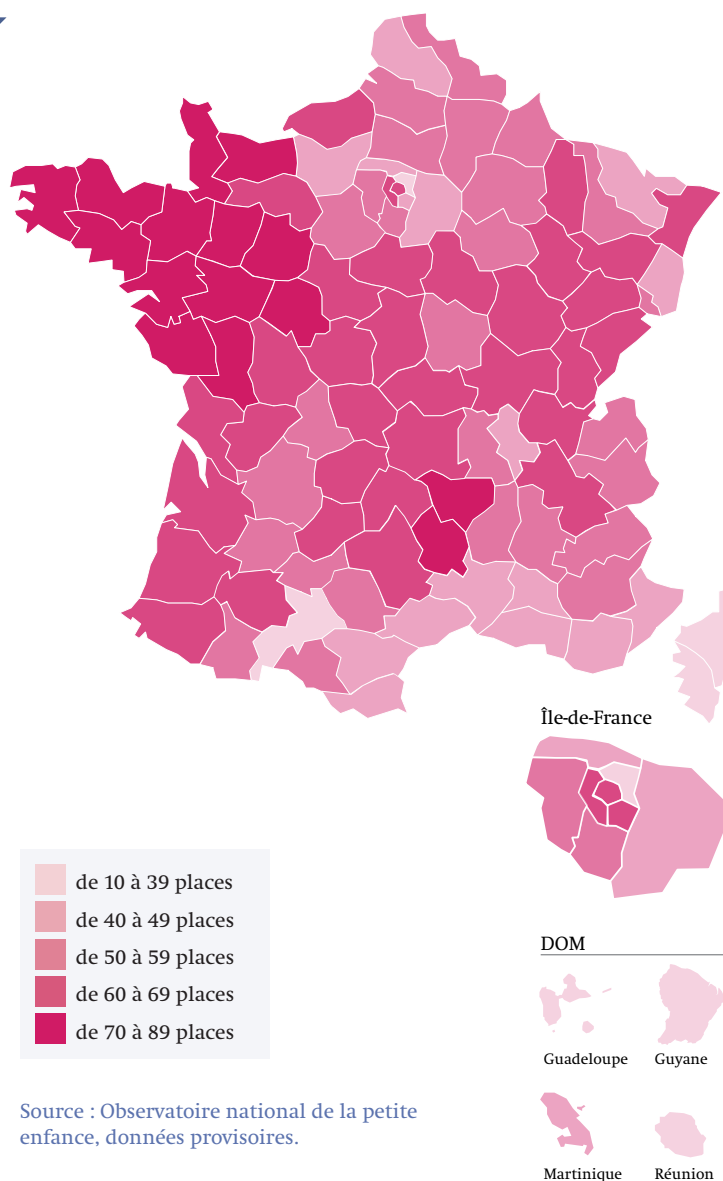 Île-de-France
de 10 à 39 places
de 40 à 49 places
de 50 à 59 places
de 60 à 69 places
de 70 à 89 places
DOM
Guadeloupe
Guyane
Martinique
Réunion
Source : Observatoire national de la petite
enfance, données provisoires.